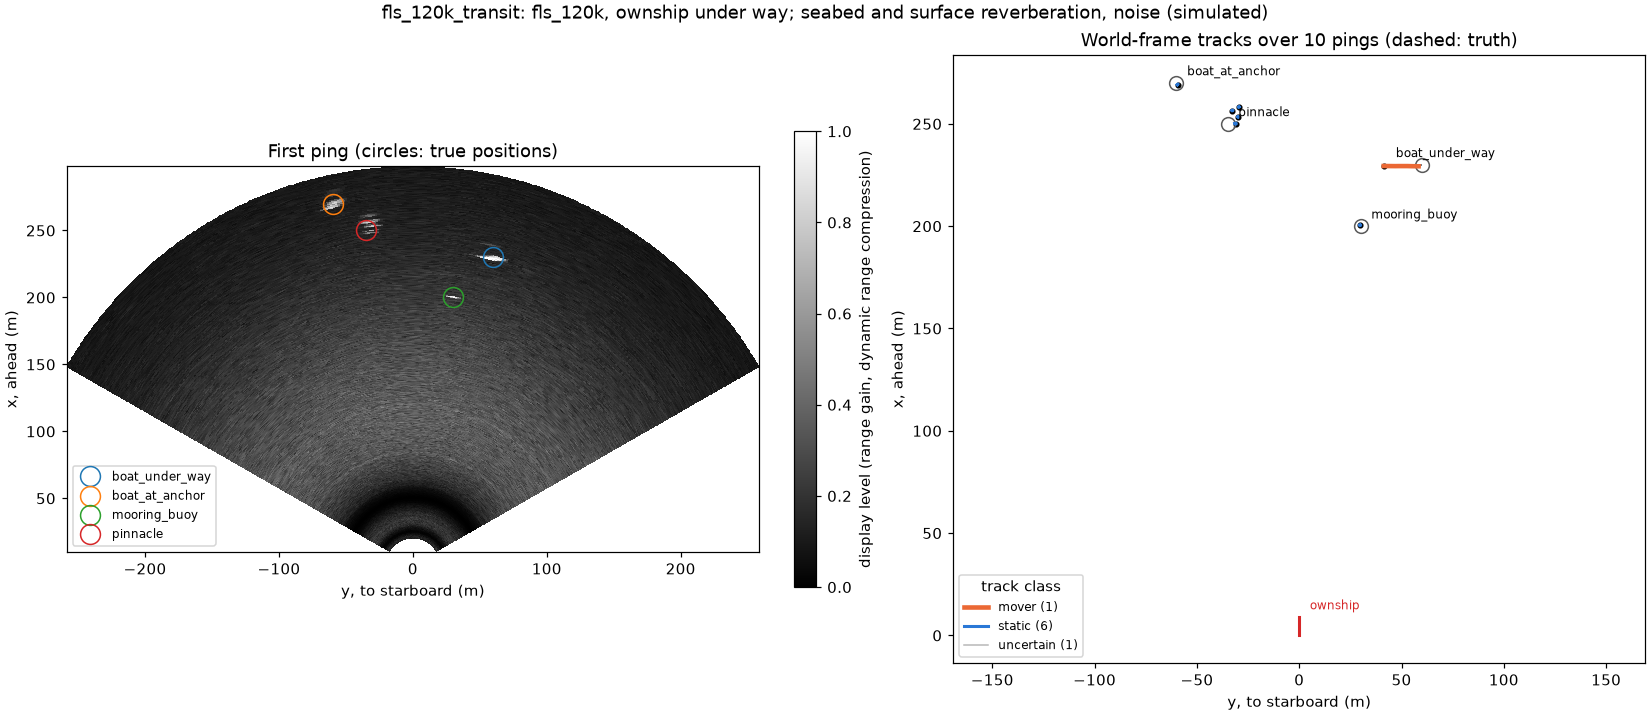 fls_120k_transit: fls_120k, ownship under way; seabed and surface reverberation, noise (simulated)
First ping (circles: true positions)
x, ahead (m)
250
200
150
100
50
−200
−100
0
100
200
y, to starboard (m)
boat_under_way
boat_at_anchor
mooring_buoy
pinnacle
1.0
0.8
0.6
0.4
0.2
0.0
display level (range gain, dynamic range compression)
World-frame tracks over 10 pings (dashed: truth)
x, ahead (m)
250
200
150
100
50
0
−150
−100
−50
0
50
100
150
y, to starboard (m)
boat_at_anchor
pinnacle
boat_under_way
mooring_buoy
ownship
track class
mover (1)
static (6)
uncertain (1)